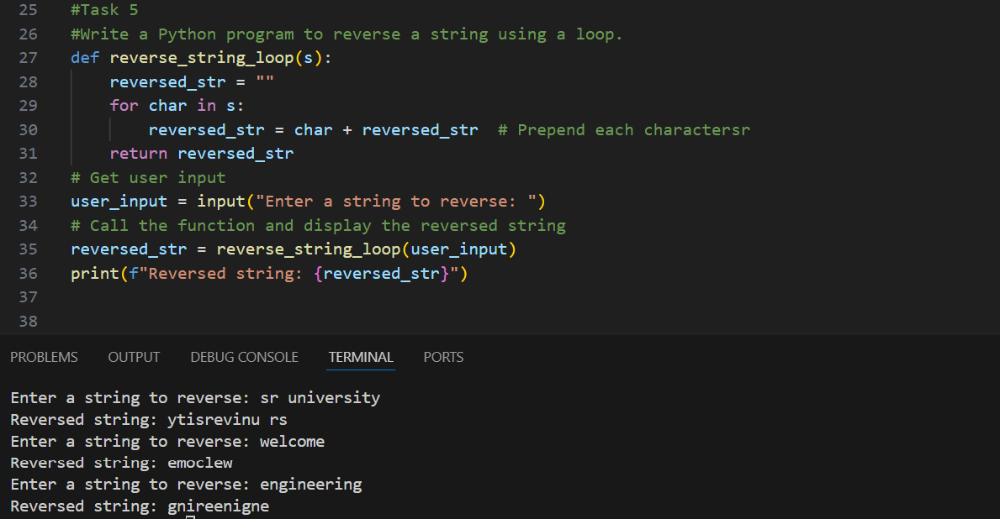 25 #Task 5
26 #Write a Python program to reverse a string using a loop.
27 def reverse_string_loop(s):
28     reversed_str = ""
29     for char in s:
30         reversed_str = char + reversed_str  # Prepend each charactersr
31     return reversed_str
32 # Get user input
33 user_input = input("Enter a string to reverse: ")
34 # Call the function and display the reversed string
35 reversed_str = reverse_string_loop(user_input)
36 print(f"Reversed string: {reversed_str}")
37
38
PROBLEMS OUTPUT DEBUG CONSOLE TERMINAL PORTS
Enter a string to reverse: sr university
Reversed string: ytisrevinu rs
Enter a string to reverse: welcome
Reversed string: emoclew
Enter a string to reverse: engineering
Reversed string: gnireenigne